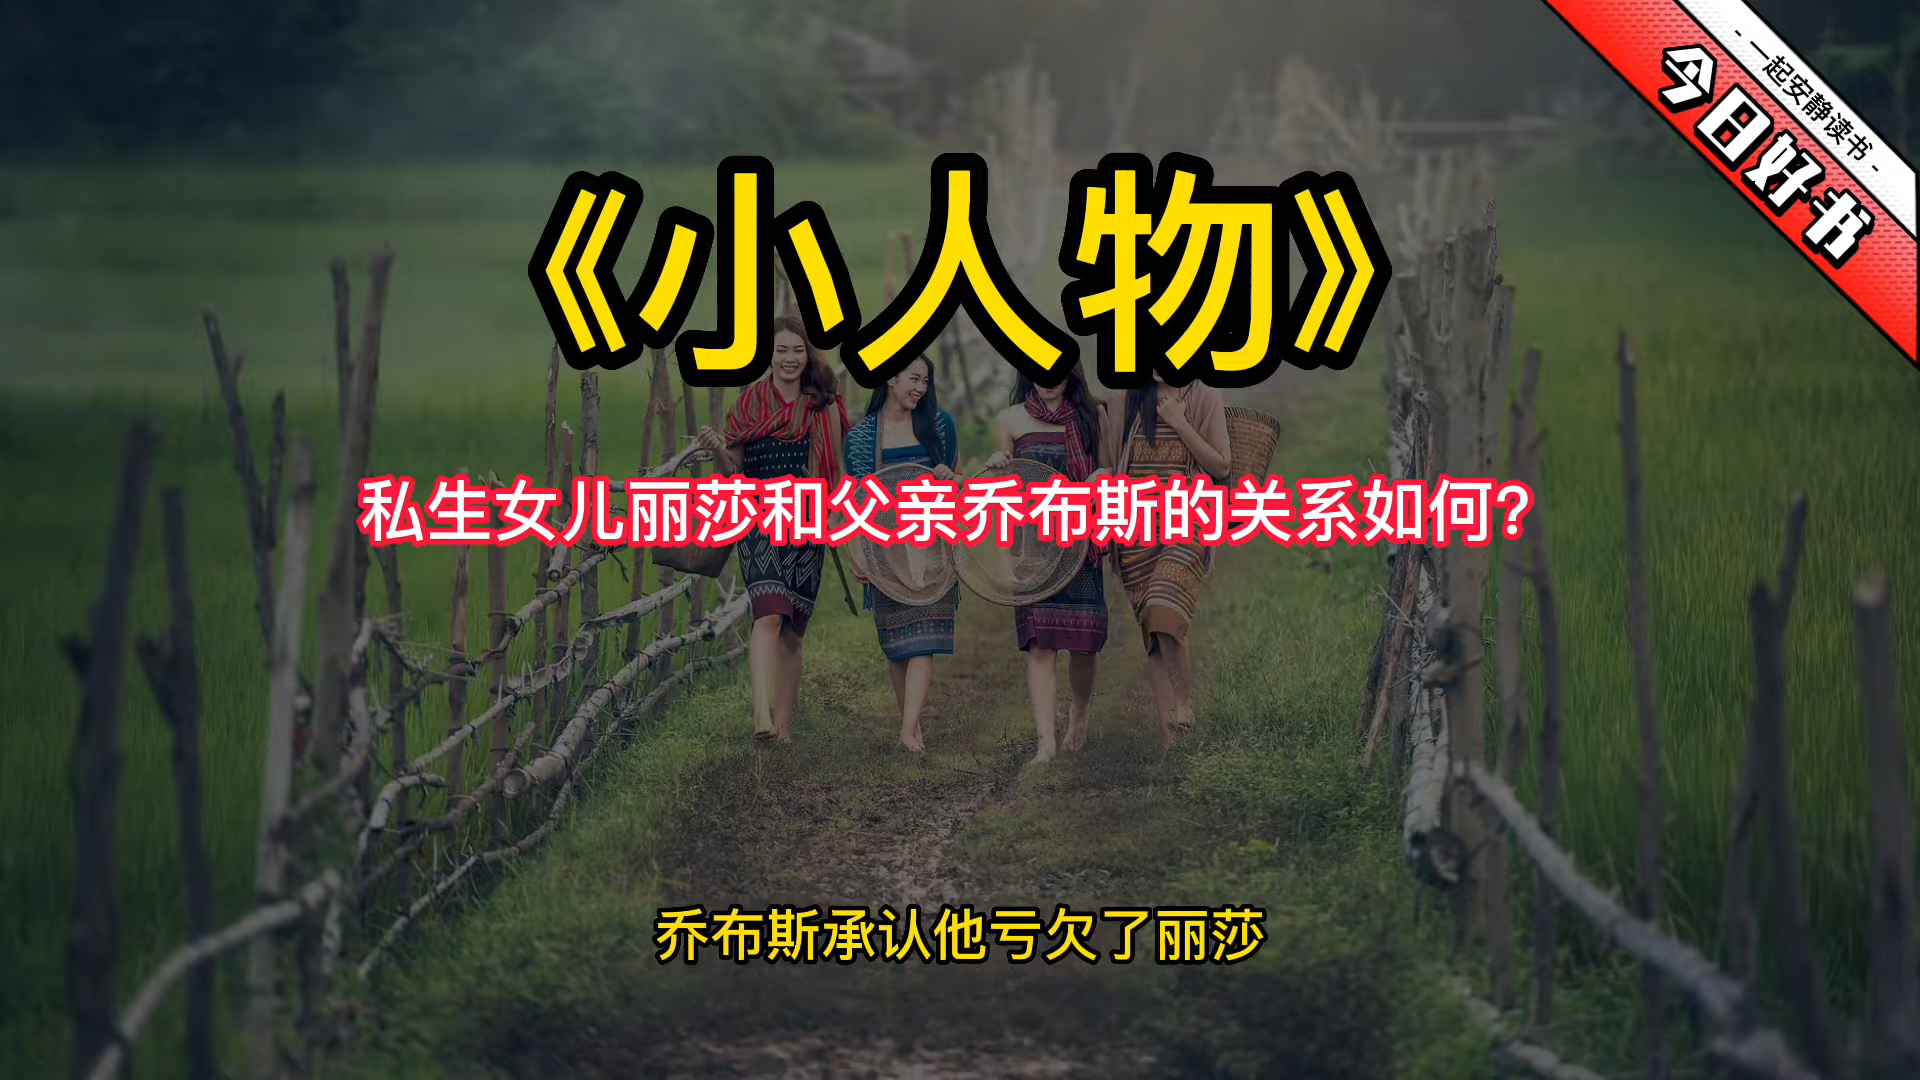 - 一起安静读书 -
今日好书
《小人物》
私生女儿丽莎和父亲乔布斯的关系如何?
乔布斯承认他亏欠了丽莎